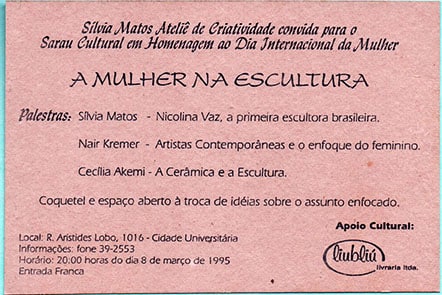 Sílvia Matos Ateliê de Criatividade convida para o
Sarau Cultural em Homenagem ao Dia Internacional da Mulher
A MULHER NA ESCULTURA
Palestras: Sílvia Matos - Nicolina Vaz, a primeira escultora brasileira.
Nair Kremer - Artistas Contemporâneas e o enfoque do feminino.
Cecília Akemi - A Cerâmica e a Escultura.
Coquetel e espaço aberto à troca de idéias sobre o assunto enfocado.
Apoio Cultural:
liubliú
livraria ltda.
Local: R. Aristides Lobo, 1016 - Cidade Universitária
Informações: fone 39-2553
Horário: 20:00 horas do dia 8 de março de 1995
Entrada Franca